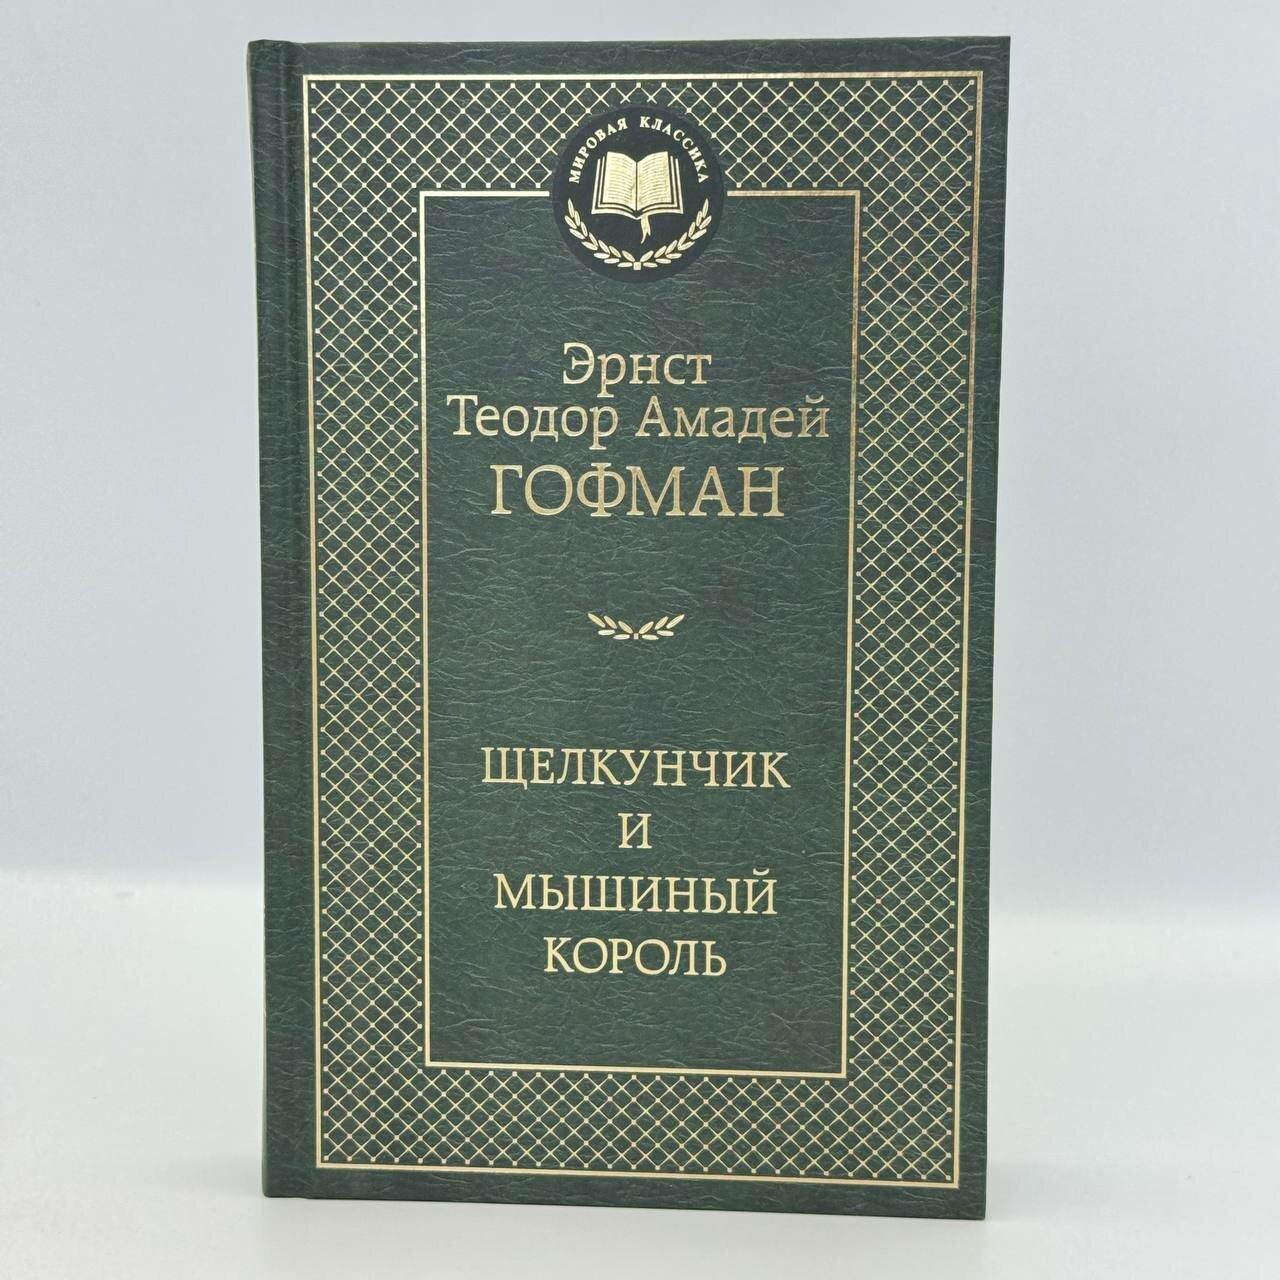 МИРОВАЯ КЛАССИКА
Эрнст
Теодор Амадей
ГОФМАН
ЩЕЛКУНЧИК
И
МЫШИНЫЙ
КОРОЛЬ